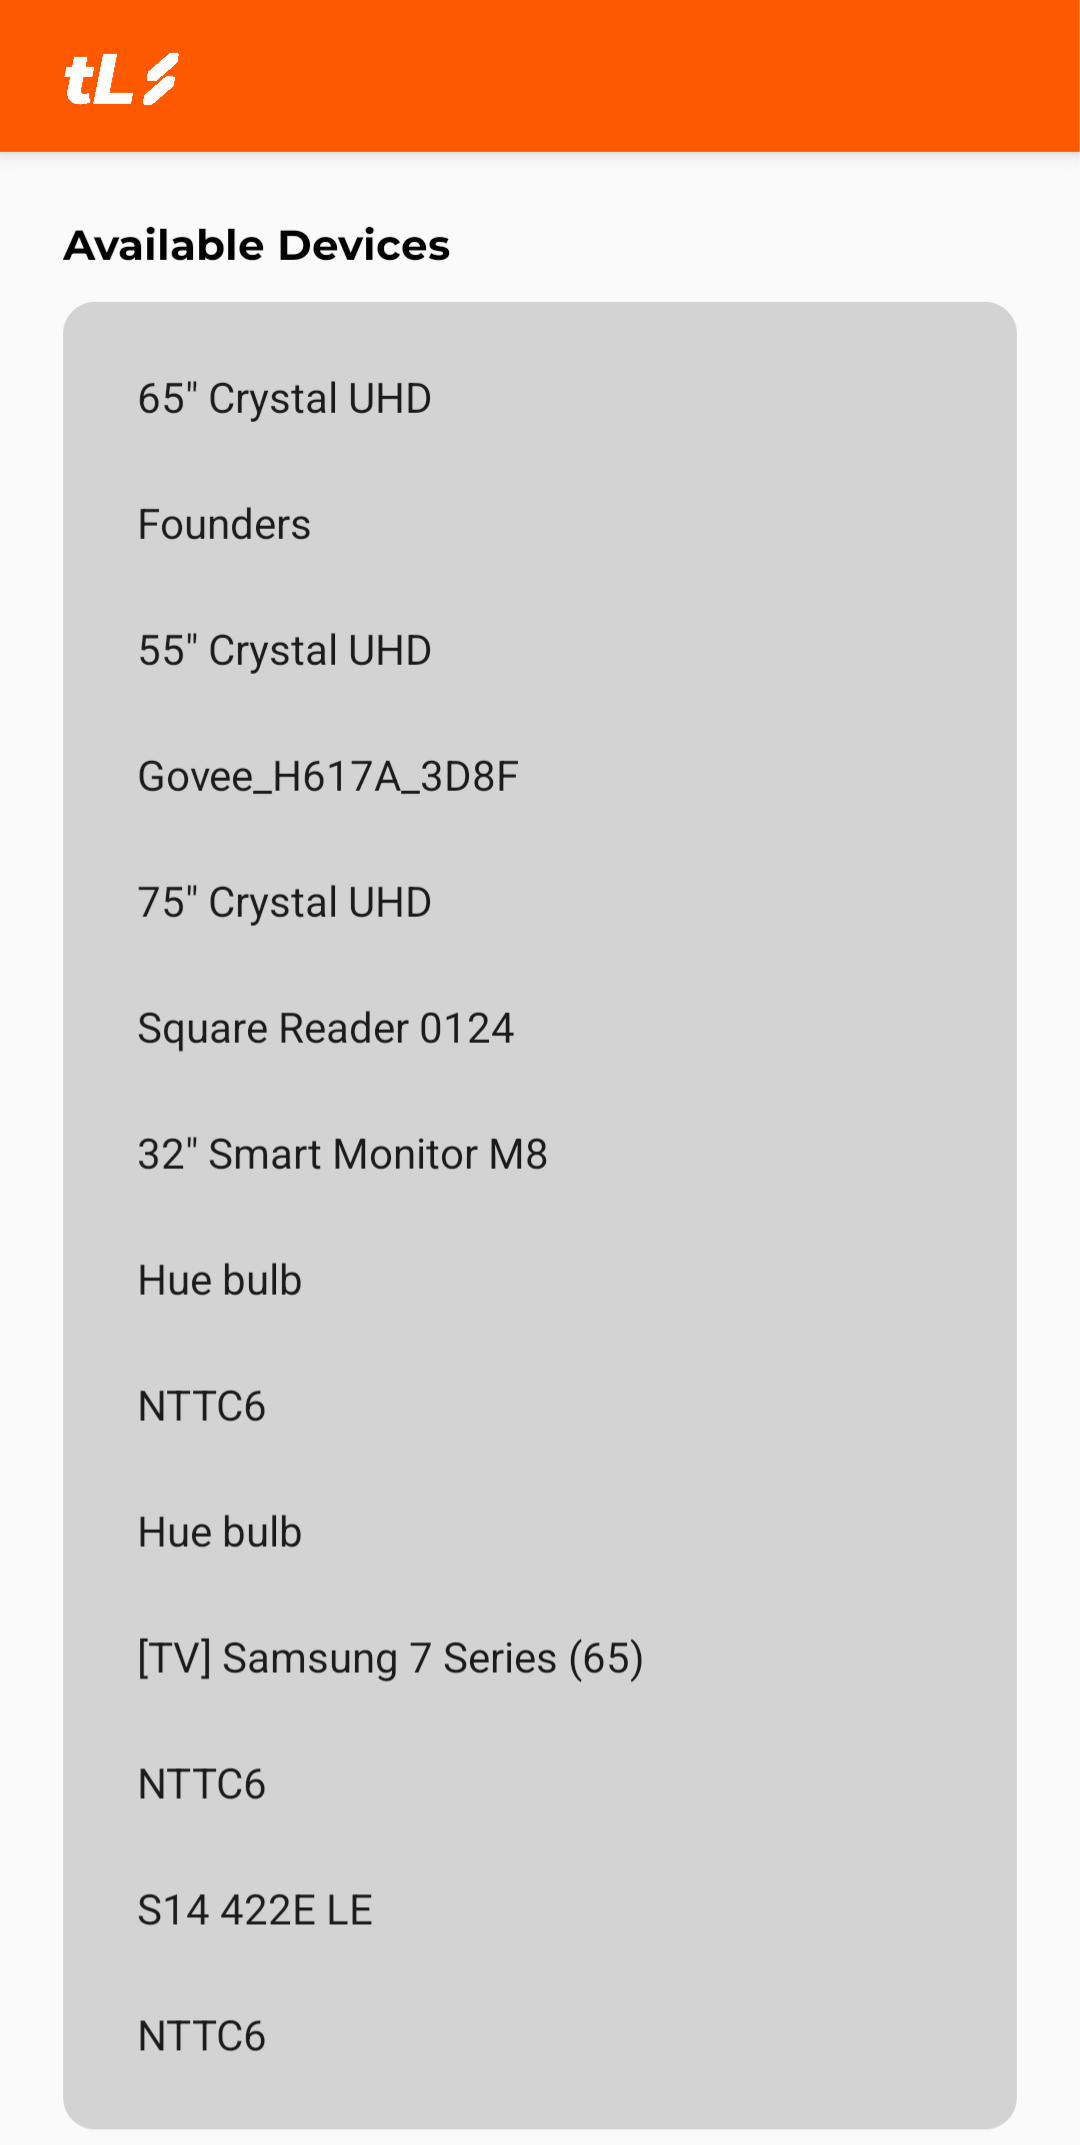 tL
Available Devices
65" Crystal UHD
Founders
55" Crystal UHD
Govee_H617A_3D8F
75" Crystal UHD
Square Reader 0124
32" Smart Monitor M8
Hue bulb
NTTC6
Hue bulb
[TV] Samsung 7 Series (65)
NTTC6
S14 422E LE
NTTC6